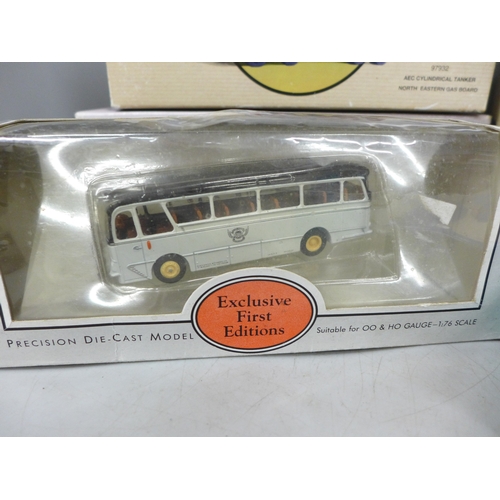 97932
AEC CYLINDRICAL TANKER
NORTH EASTERN GAS BOARD
Exclusive
First
Editions
PRECISION DIE-CAST MODEL
Suitable for OO & HO GAUGE-1:76 SCALE